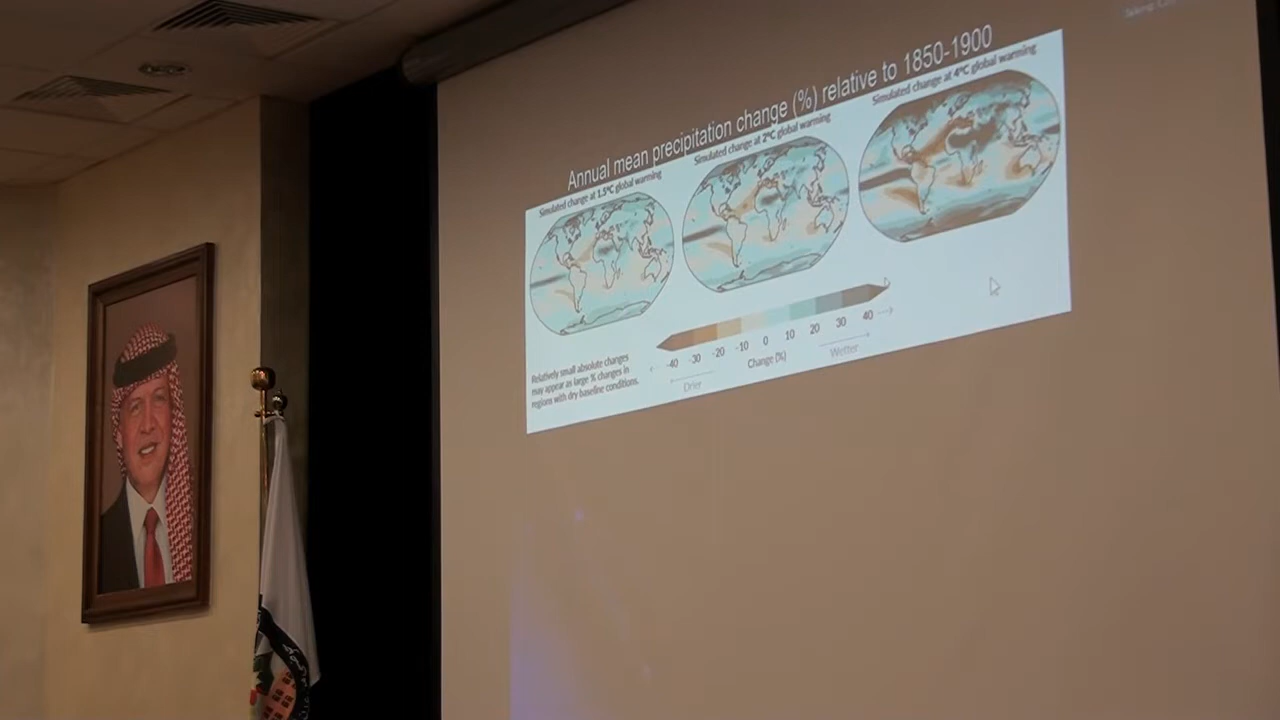 Annual mean precipitation change (%) relative to 1850-1900
Simulated change at 1.5°C global warming
Simulated change at 2°C global warming
Simulated change at 4°C global warming
-40 -30 -20 -10 0 10 20 30 40
Change (%)
Drier
Wetter
Relatively small absolute changes
may appear as large % changes in
regions with dry baseline conditions.